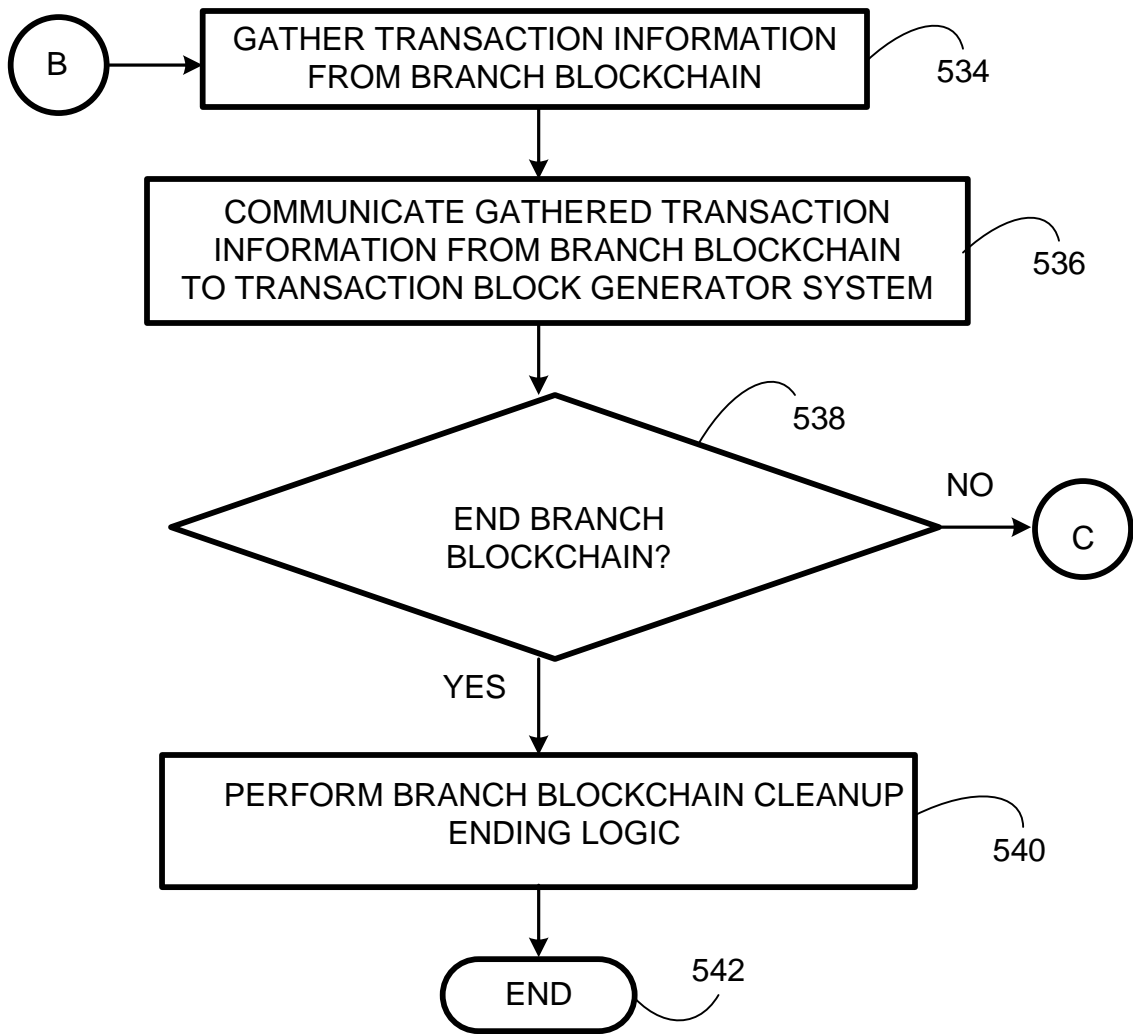 B
GATHER TRANSACTION INFORMATION
FROM BRANCH BLOCKCHAIN
534
COMMUNICATE GATHERED TRANSACTION
INFORMATION FROM BRANCH BLOCKCHAIN
TO TRANSACTION BLOCK GENERATOR SYSTEM
536
538
END BRANCH
BLOCKCHAIN?
NO
C
YES
PERFORM BRANCH BLOCKCHAIN CLEANUP
ENDING LOGIC
540
END
542